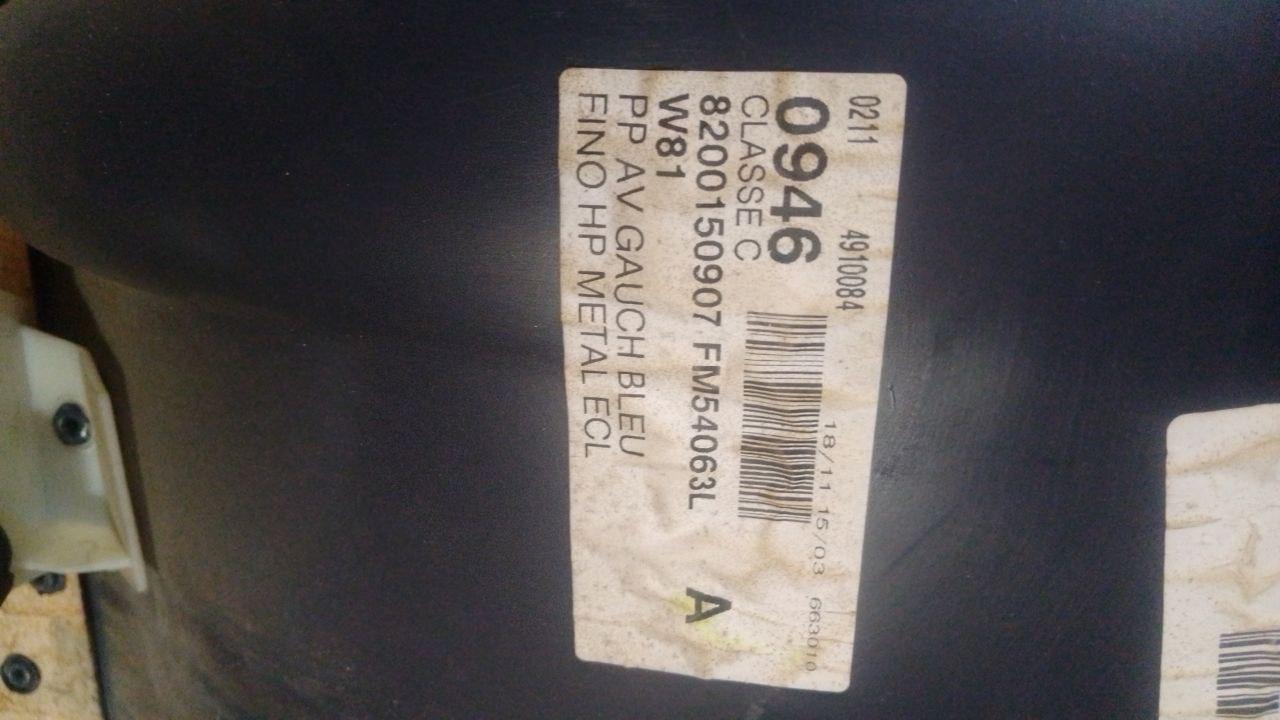 0211 4910084
0946
18/11 15/03 663010
CLASSE C
8200150907 FM54063L A
W81
PP AV GAUCH BLEU
FINO HP METAL ECL